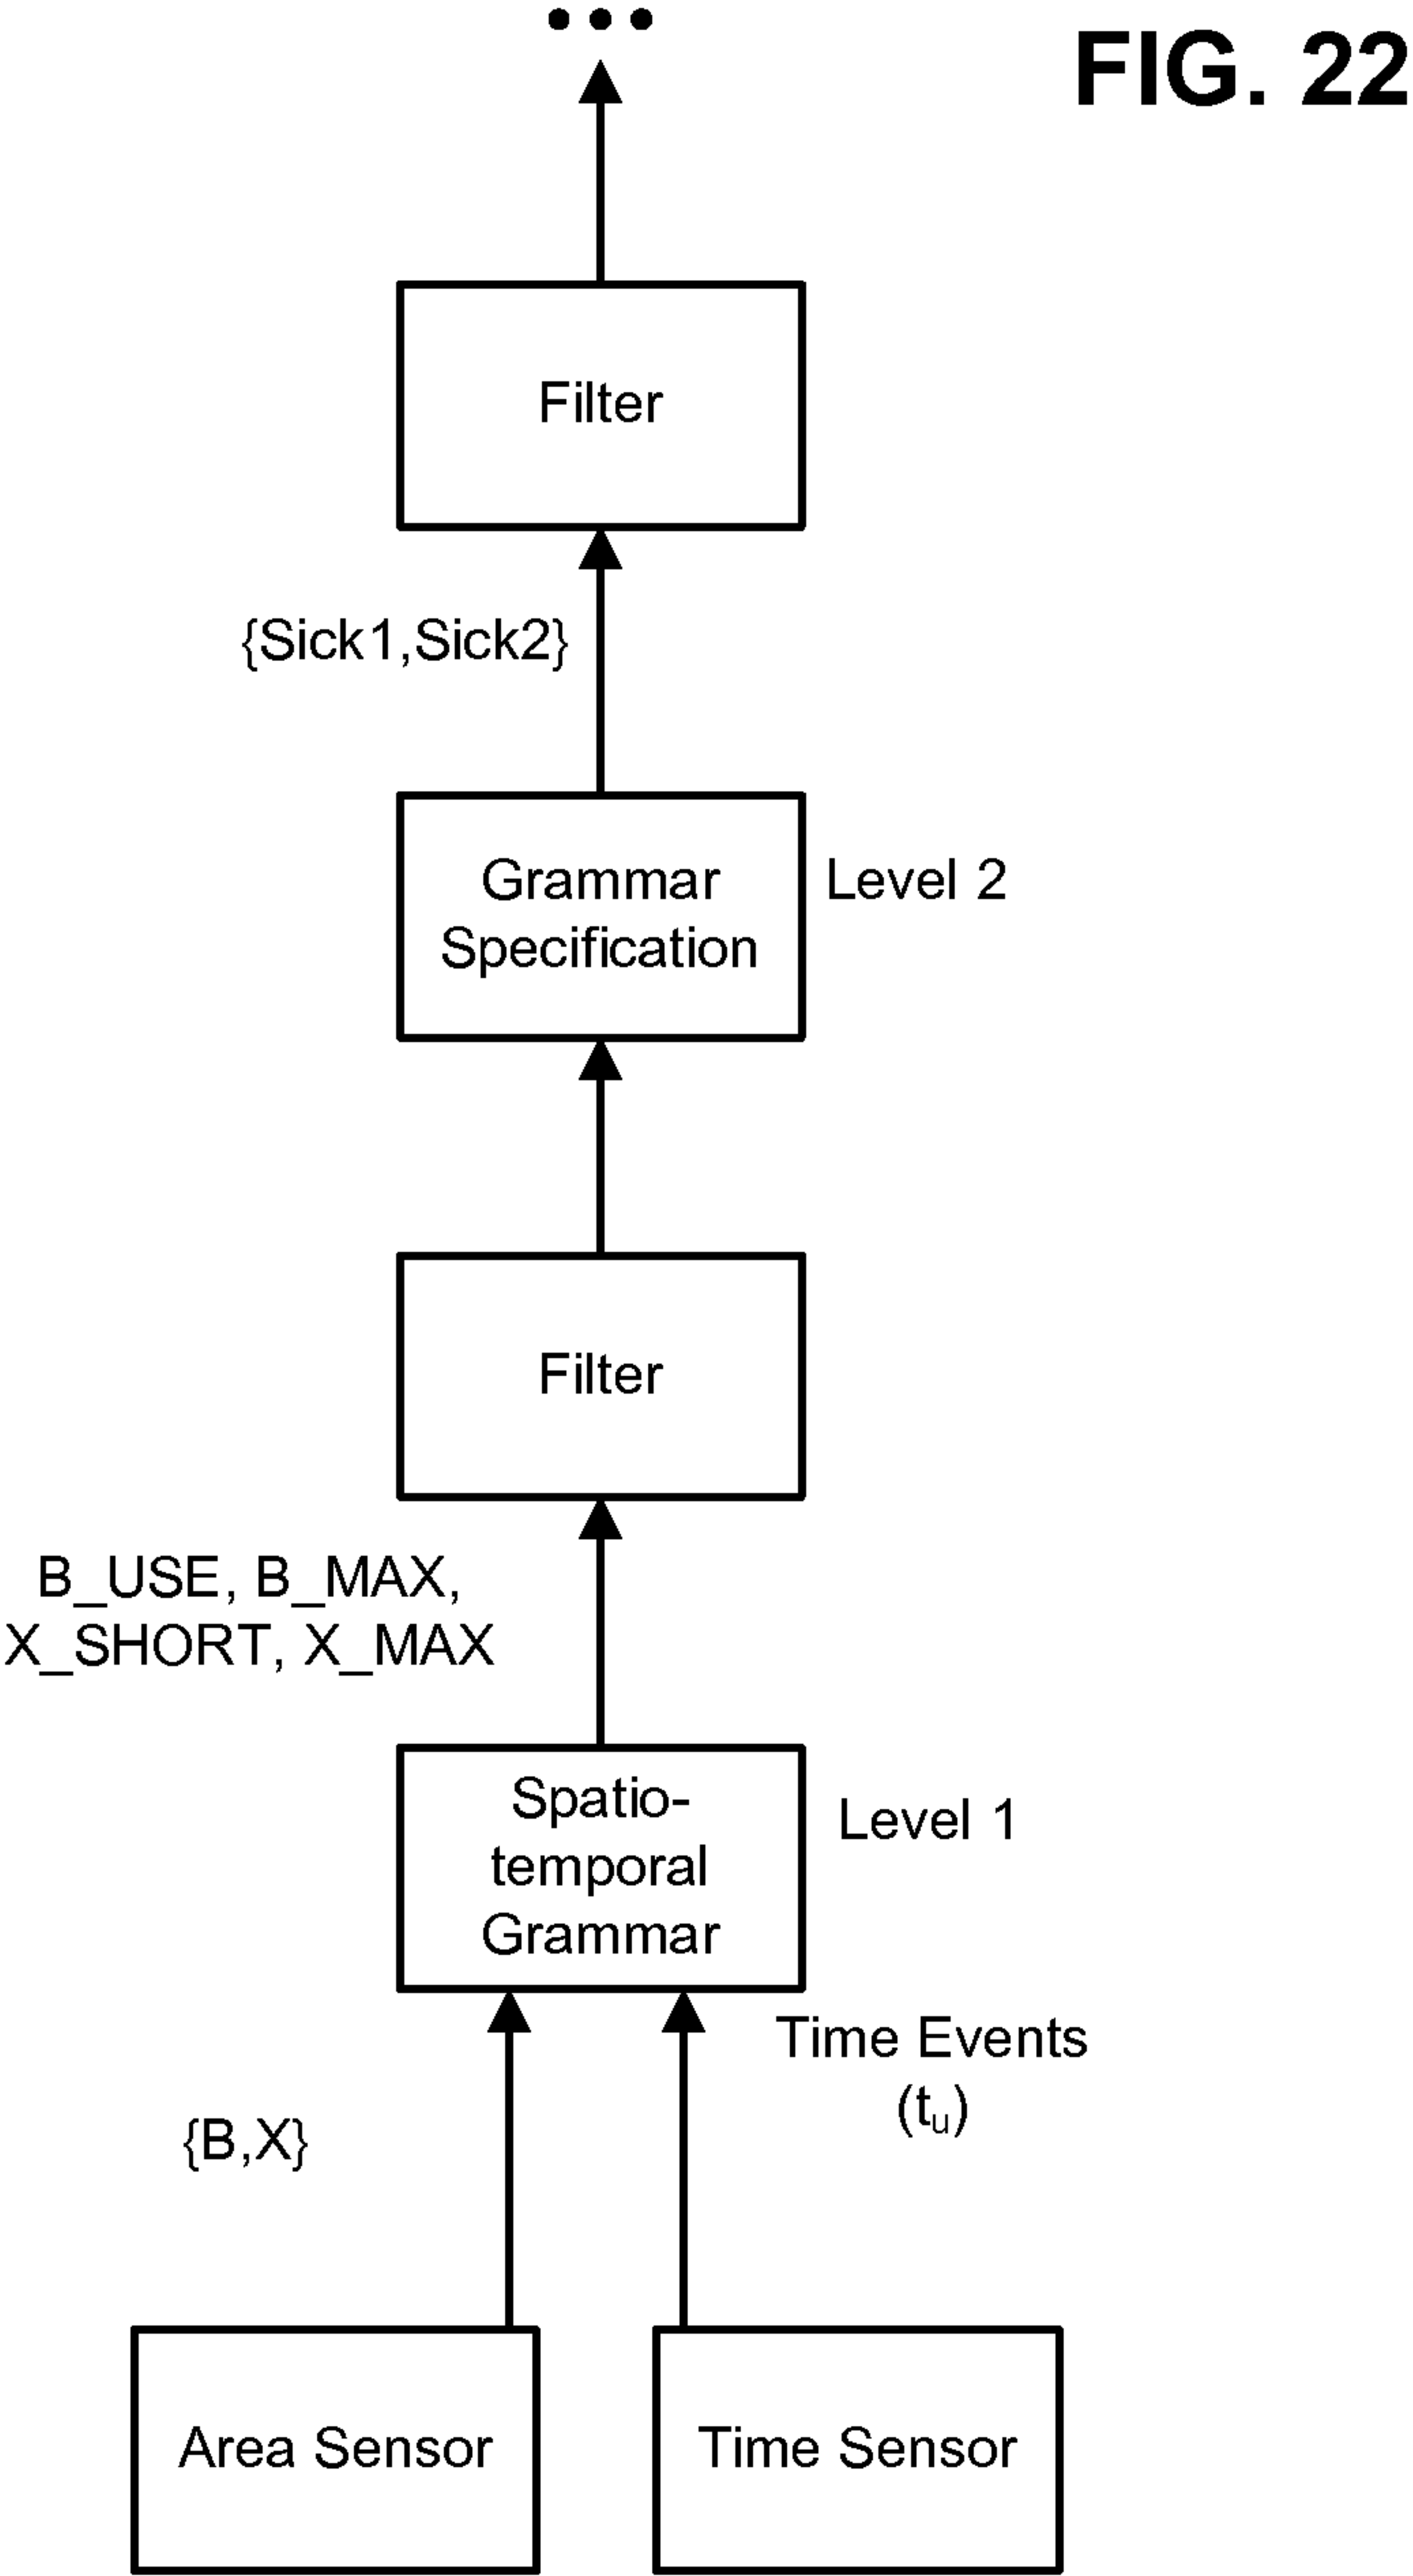 •••
FIG. 22
Filter
{Sick1,Sick2}
Grammar
Specification
Level 2
Filter
B_USE, B_MAX,
X_SHORT, X_MAX
Spatio-
temporal
Grammar
Level 1
Time Events
(tᵤ)
{B,X}
Area Sensor
Time Sensor